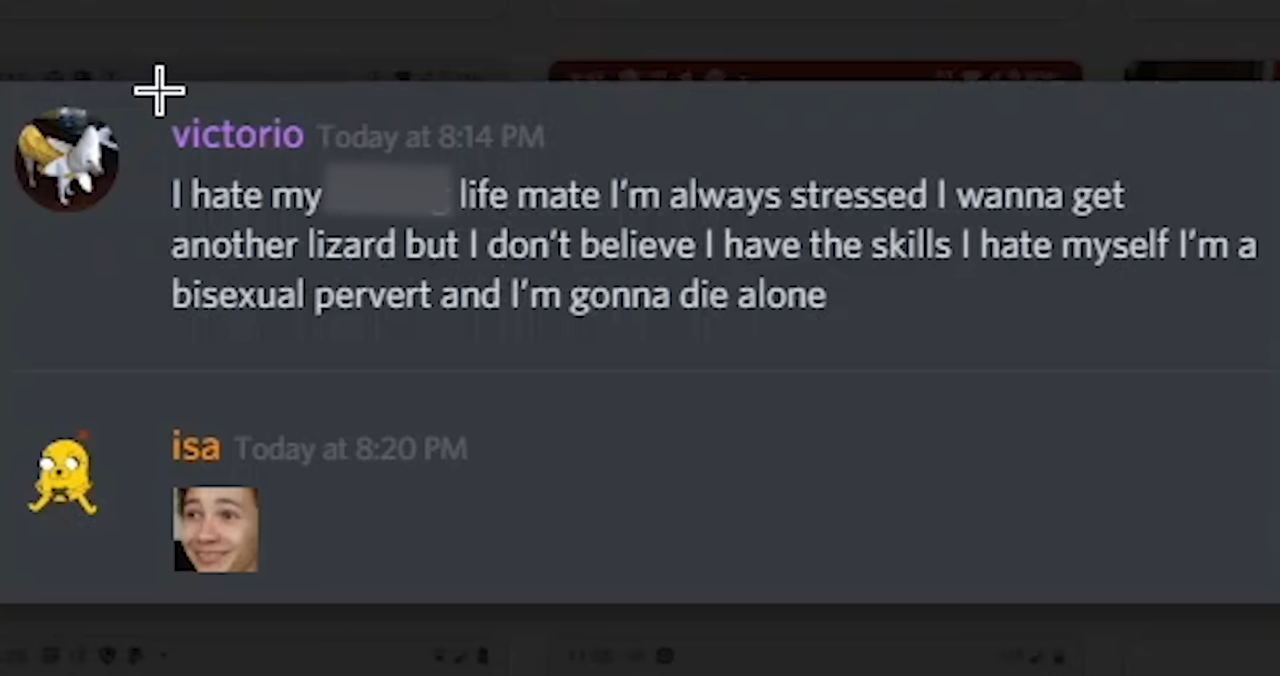 victorio Today at 8:14 PM
I hate my life mate I'm always stressed I wanna get
another lizard but I don't believe I have the skills I hate myself I'm a
bisexual pervert and I'm gonna die alone
isa Today at 8:20 PM